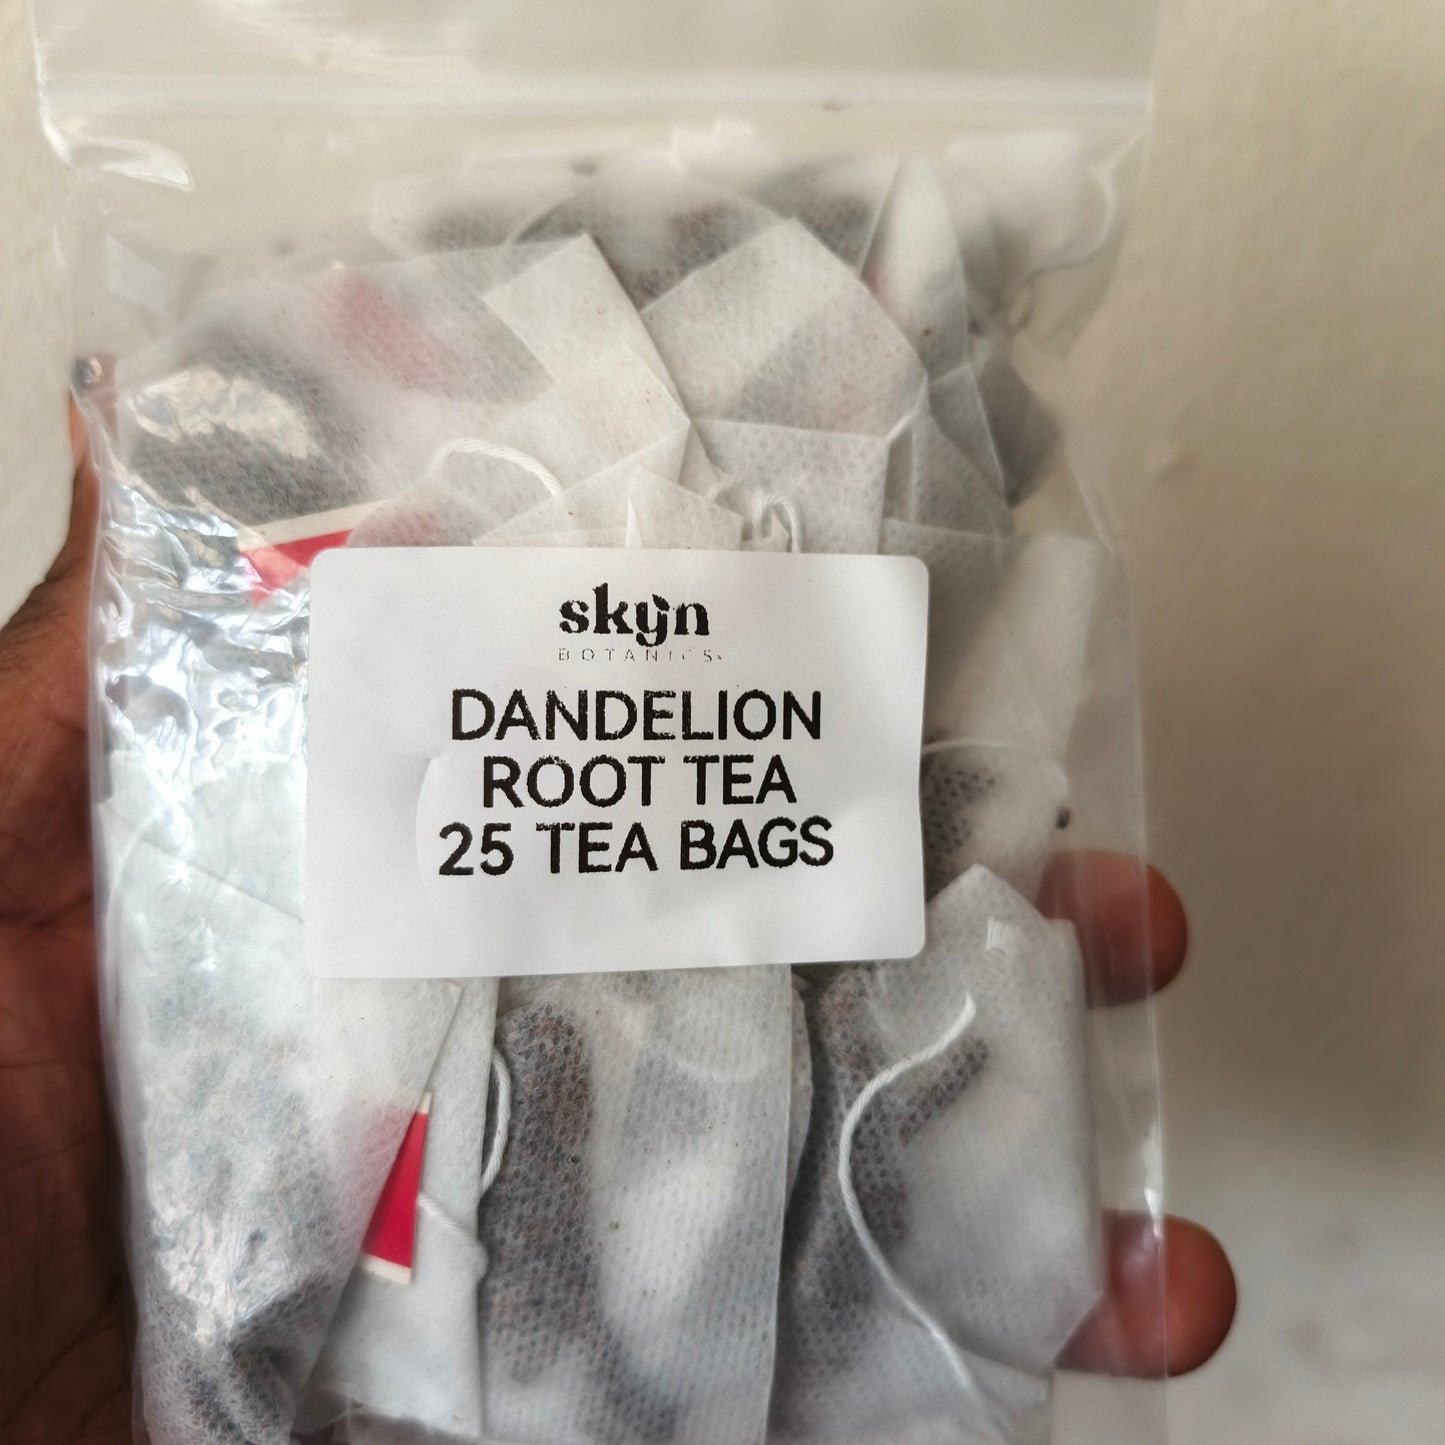 skyn
BOTANICS
DANDELION
ROOT TEA
25 TEA BAGS